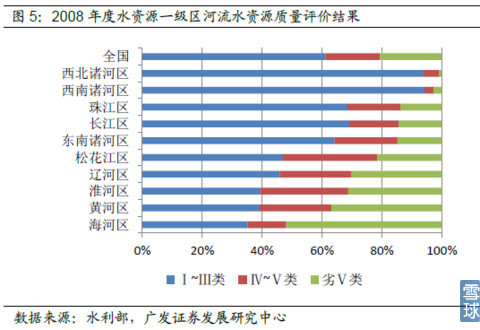 图 5：2008 年度水资源一级区河流水资源质量评价结果
全国
西北诸河区
西南诸河区
珠江区
长江区
东南诸河区
松花江区
辽河区
淮河区
黄河区
海河区
0% 20% 40% 60% 80% 100%
Ⅰ~Ⅲ类 Ⅳ~Ⅴ类 劣Ⅴ类
数据来源：水利部，广发证券发展研究中心
雪球